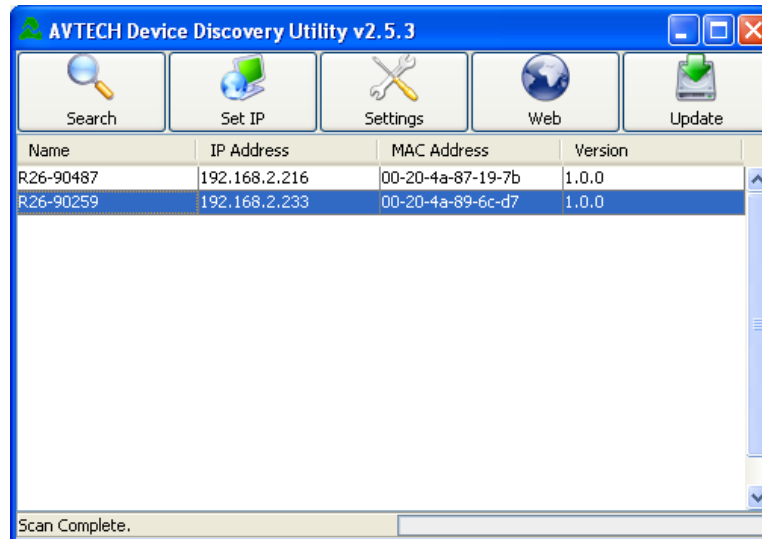 AVTECH Device Discovery Utility v2.5.3
Search Set IP Settings Web Update
Name IP Address MAC Address Version
R26-90487 192.168.2.216 00-20-4a-87-19-7b 1.0.0
R26-90259 192.168.2.233 00-20-4a-89-6c-d7 1.0.0
Scan Complete.